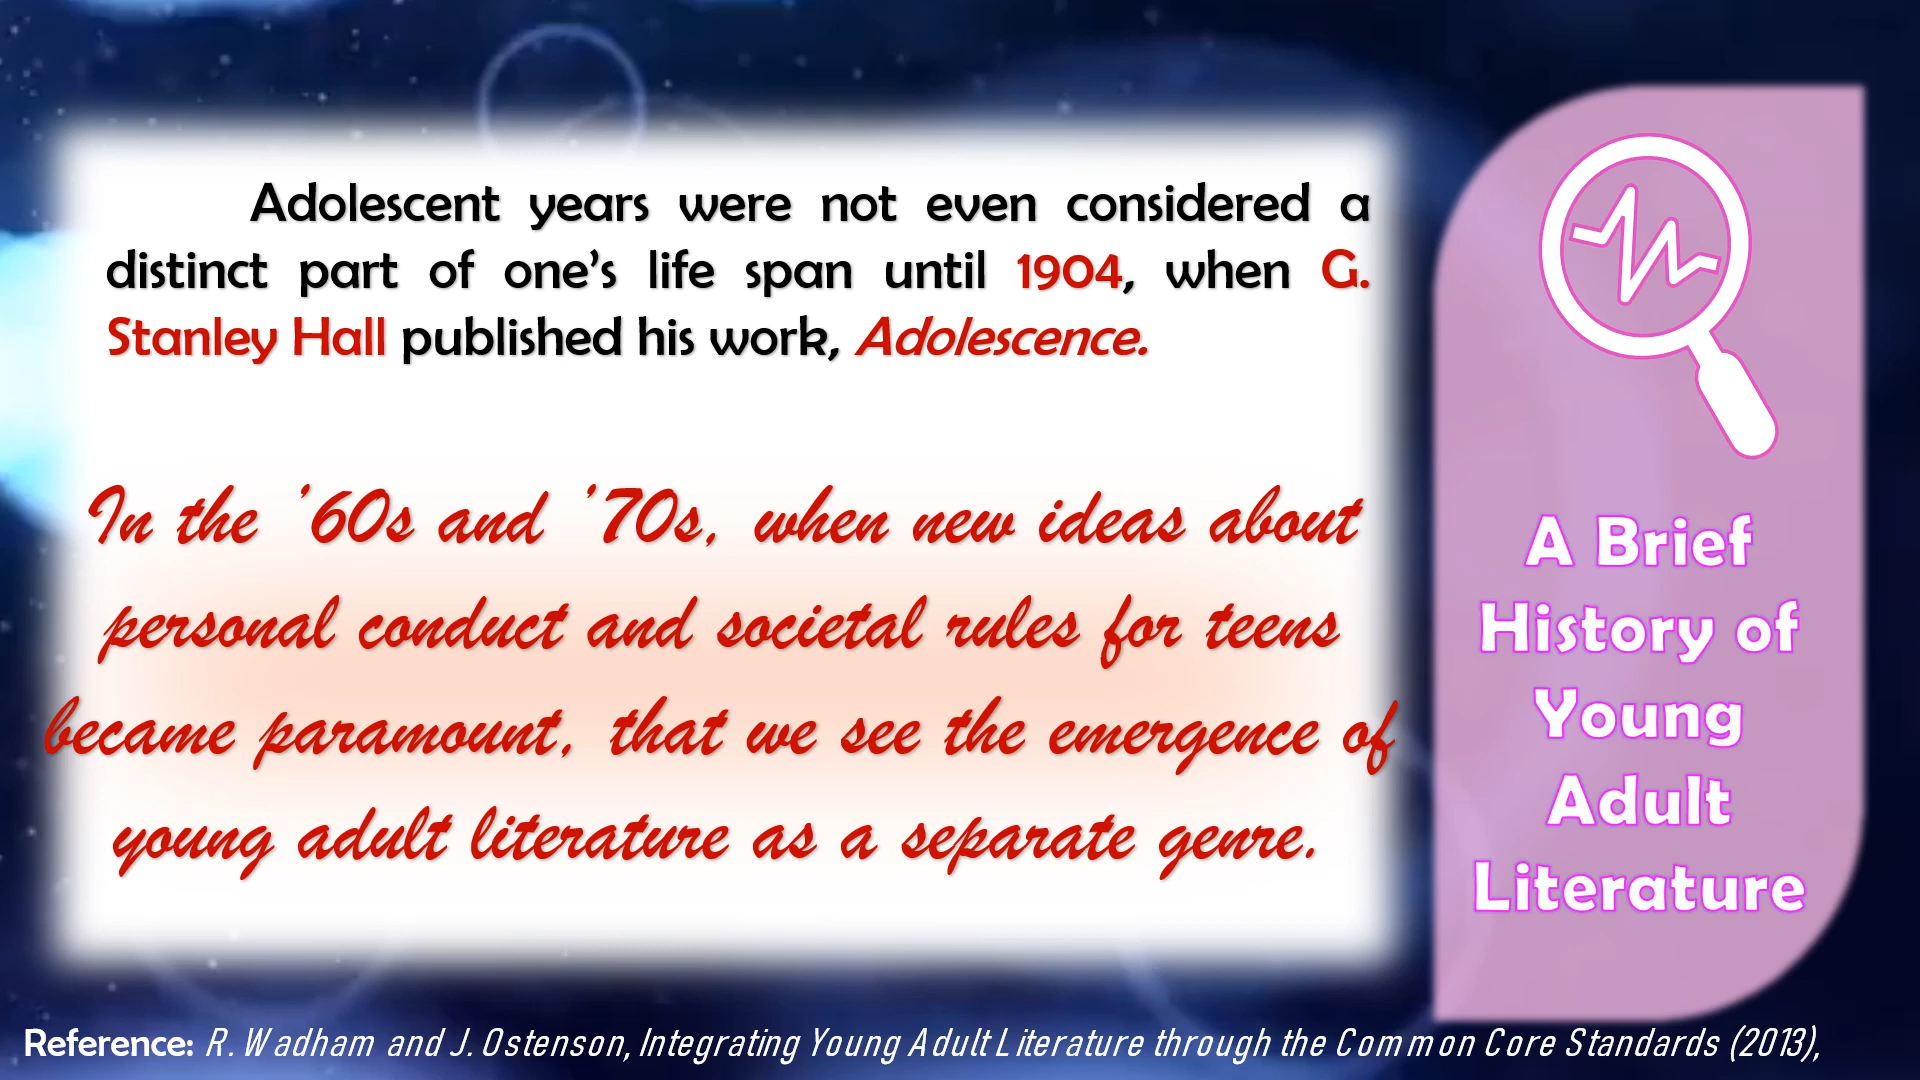 Adolescent years were not even considered a
distinct part of one’s life span until 1904, when G.
Stanley Hall published his work, Adolescence.
In the ’60s and ’70s, when new ideas about
personal conduct and societal rules for teens
became paramount, that we see the emergence of
young adult literature as a separate genre.
A Brief
History of
Young
Adult
Literature
Reference: R. Wadham and J. Ostenson, Integrating Young Adult Literature through the Common Core Standards (2013),